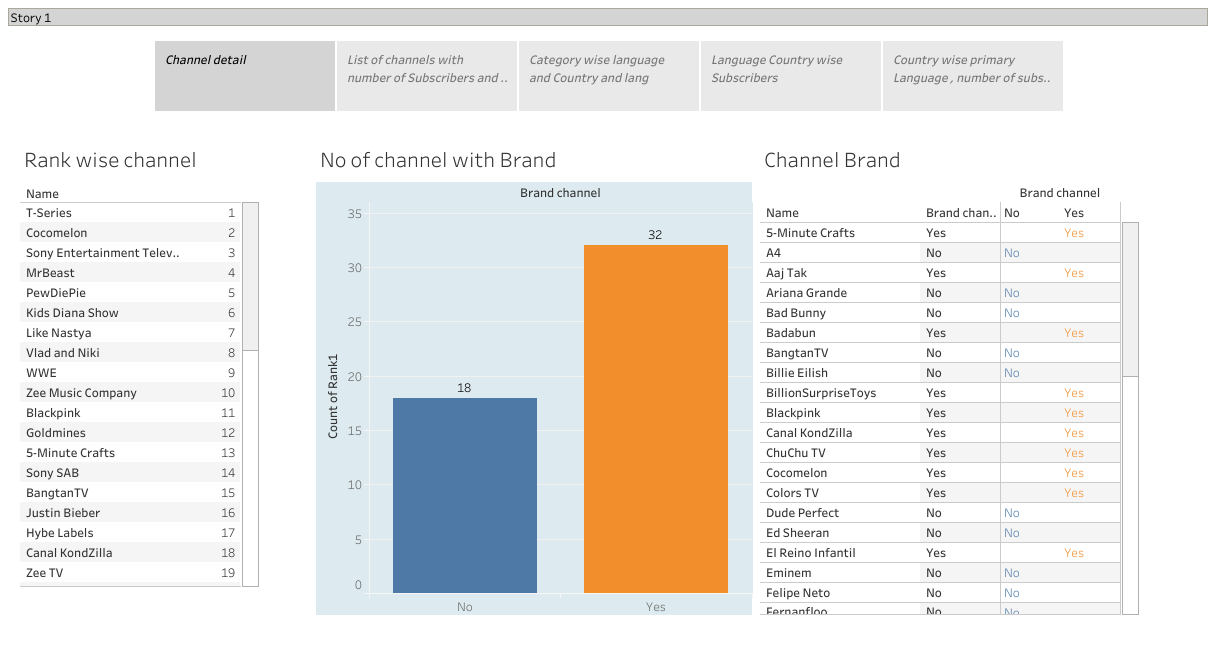 Story 1
Channel detail
List of channels with
number of Subscribers and ..
Category wise language
and Country and lang
Language Country wise
Subscribers
Country wise primary
Language , number of subs..
Rank wise channel
Name
T-Series 1
Cocomelon 2
Sony Entertainment Telev.. 3
MrBeast 4
PewDiePie 5
Kids Diana Show 6
Like Nastya 7
Vlad and Niki 8
WWE 9
Zee Music Company 10
Blackpink 11
Goldmines 12
5-Minute Crafts 13
Sony SAB 14
BangtanTV 15
Justin Bieber 16
Hybe Labels 17
Canal KondZilla 18
Zee TV 19
No of channel with Brand
Brand channel
Count of Rank1
35
30
25
20
15
10
5
0
18
32
No
Yes
Channel Brand
Brand channel
Name Brand chan.. No Yes
5-Minute Crafts Yes Yes
A4 No No
Aaj Tak Yes Yes
Ariana Grande No No
Bad Bunny No No
Badabun Yes Yes
BangtanTV No No
Billie Eilish No No
BillionSurpriseToys Yes Yes
Blackpink Yes Yes
Canal KondZilla Yes Yes
ChuChu TV Yes Yes
Cocomelon Yes Yes
Colors TV Yes Yes
Dude Perfect No No
Ed Sheeran No No
El Reino Infantil Yes Yes
Eminem No No
Felipe Neto No No
Fernanfloo No No